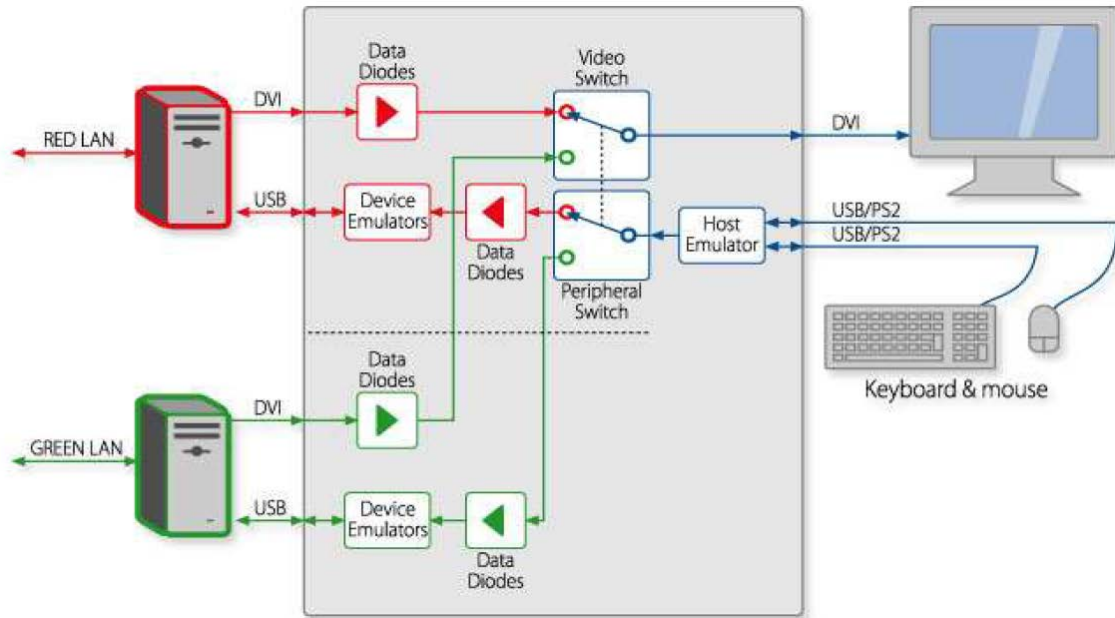 Data
Diodes
Video
Switch
DVI
DVI
RED LAN
USB
Device
Emulators
Data
Diodes
Host
Emulator
USB/PS2
USB/PS2
Peripheral
Switch
Data
Diodes
Keyboard & mouse
DVI
GREEN LAN
USB
Device
Emulators
Data
Diodes